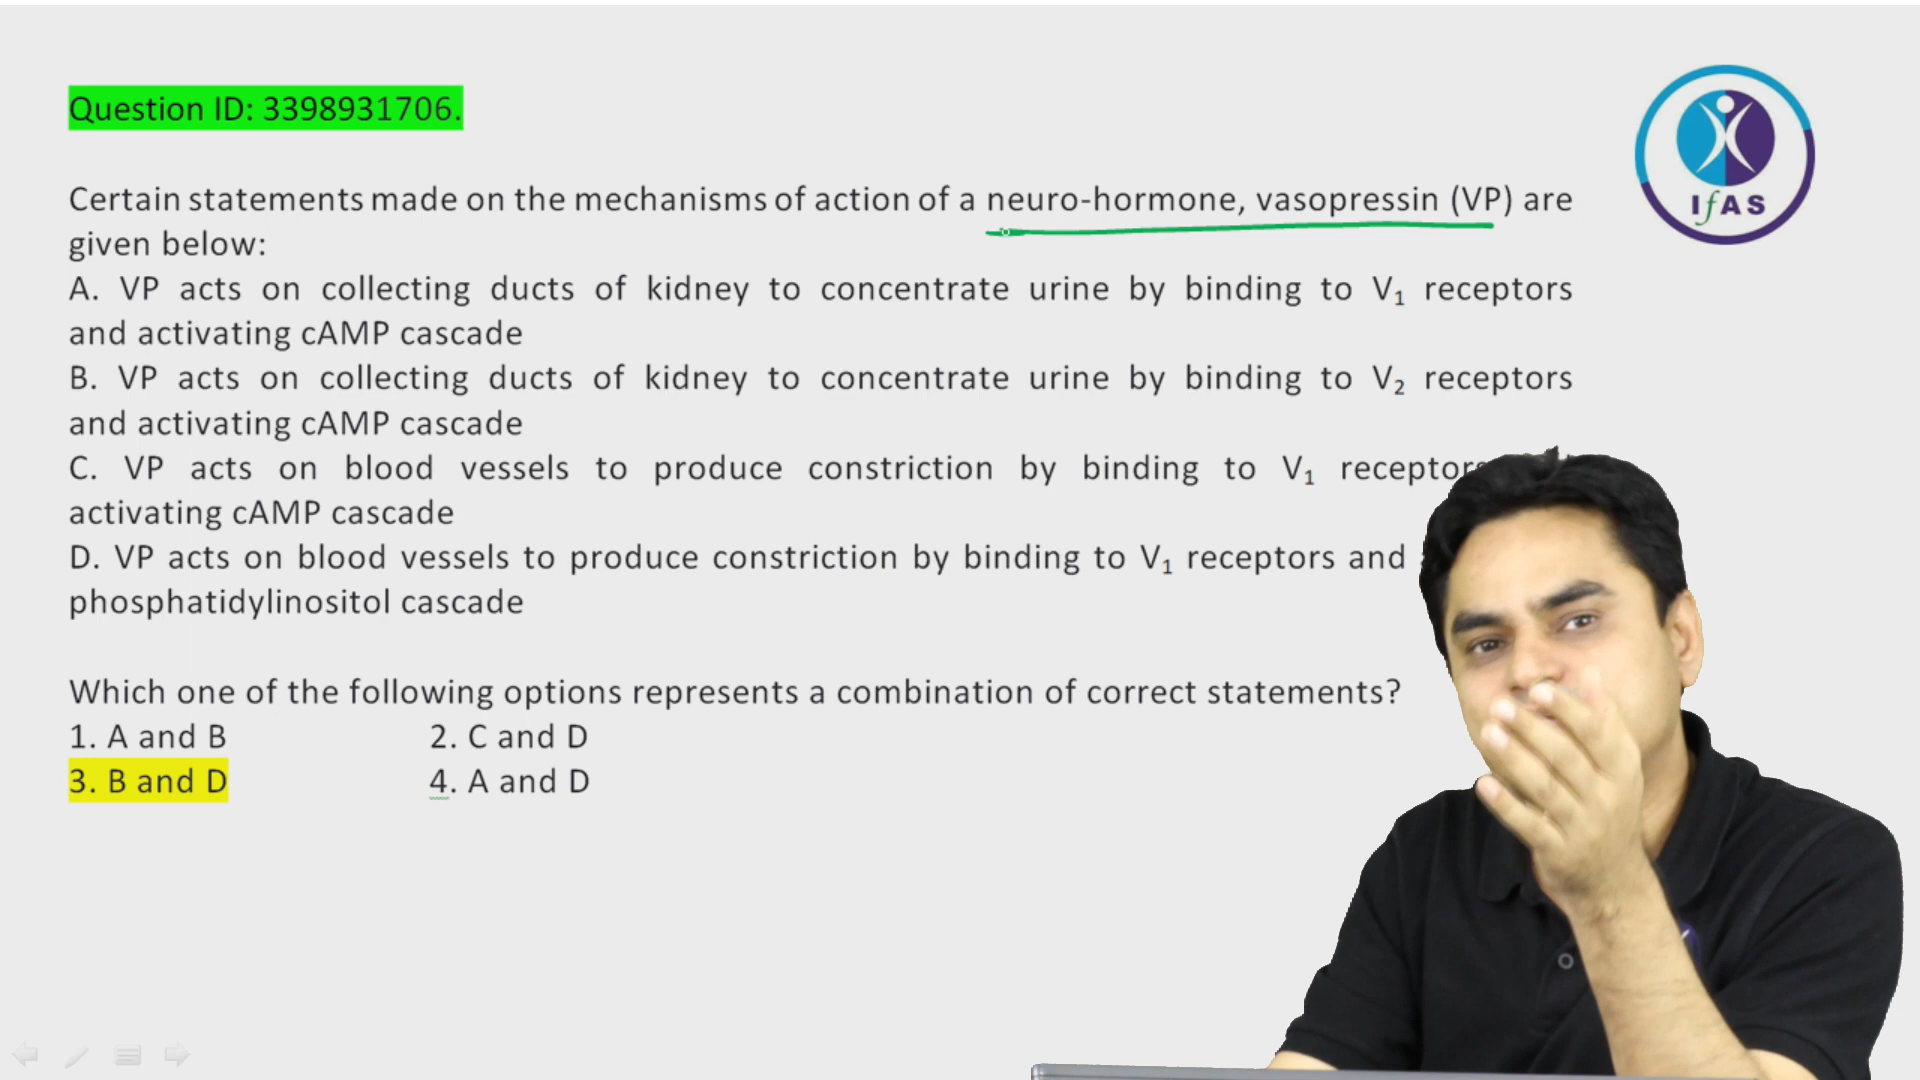 Question ID: 3398931706.
IfAS
Certain statements made on the mechanisms of action of a neuro-hormone, vasopressin (VP) are
given below:
A. VP acts on collecting ducts of kidney to concentrate urine by binding to V₁ receptors
and activating cAMP cascade
B. VP acts on collecting ducts of kidney to concentrate urine by binding to V₂ receptors
and activating cAMP cascade
C. VP acts on blood vessels to produce constriction by binding to V₁
activating cAMP cascade
D. VP acts on blood vessels to produce constriction by binding to V₁ receptors and
phosphatidylinositol cascade
Which one of the following options represents a combination of correct statements?
1. A and B 2. C and D
3. B and D 4. A and D